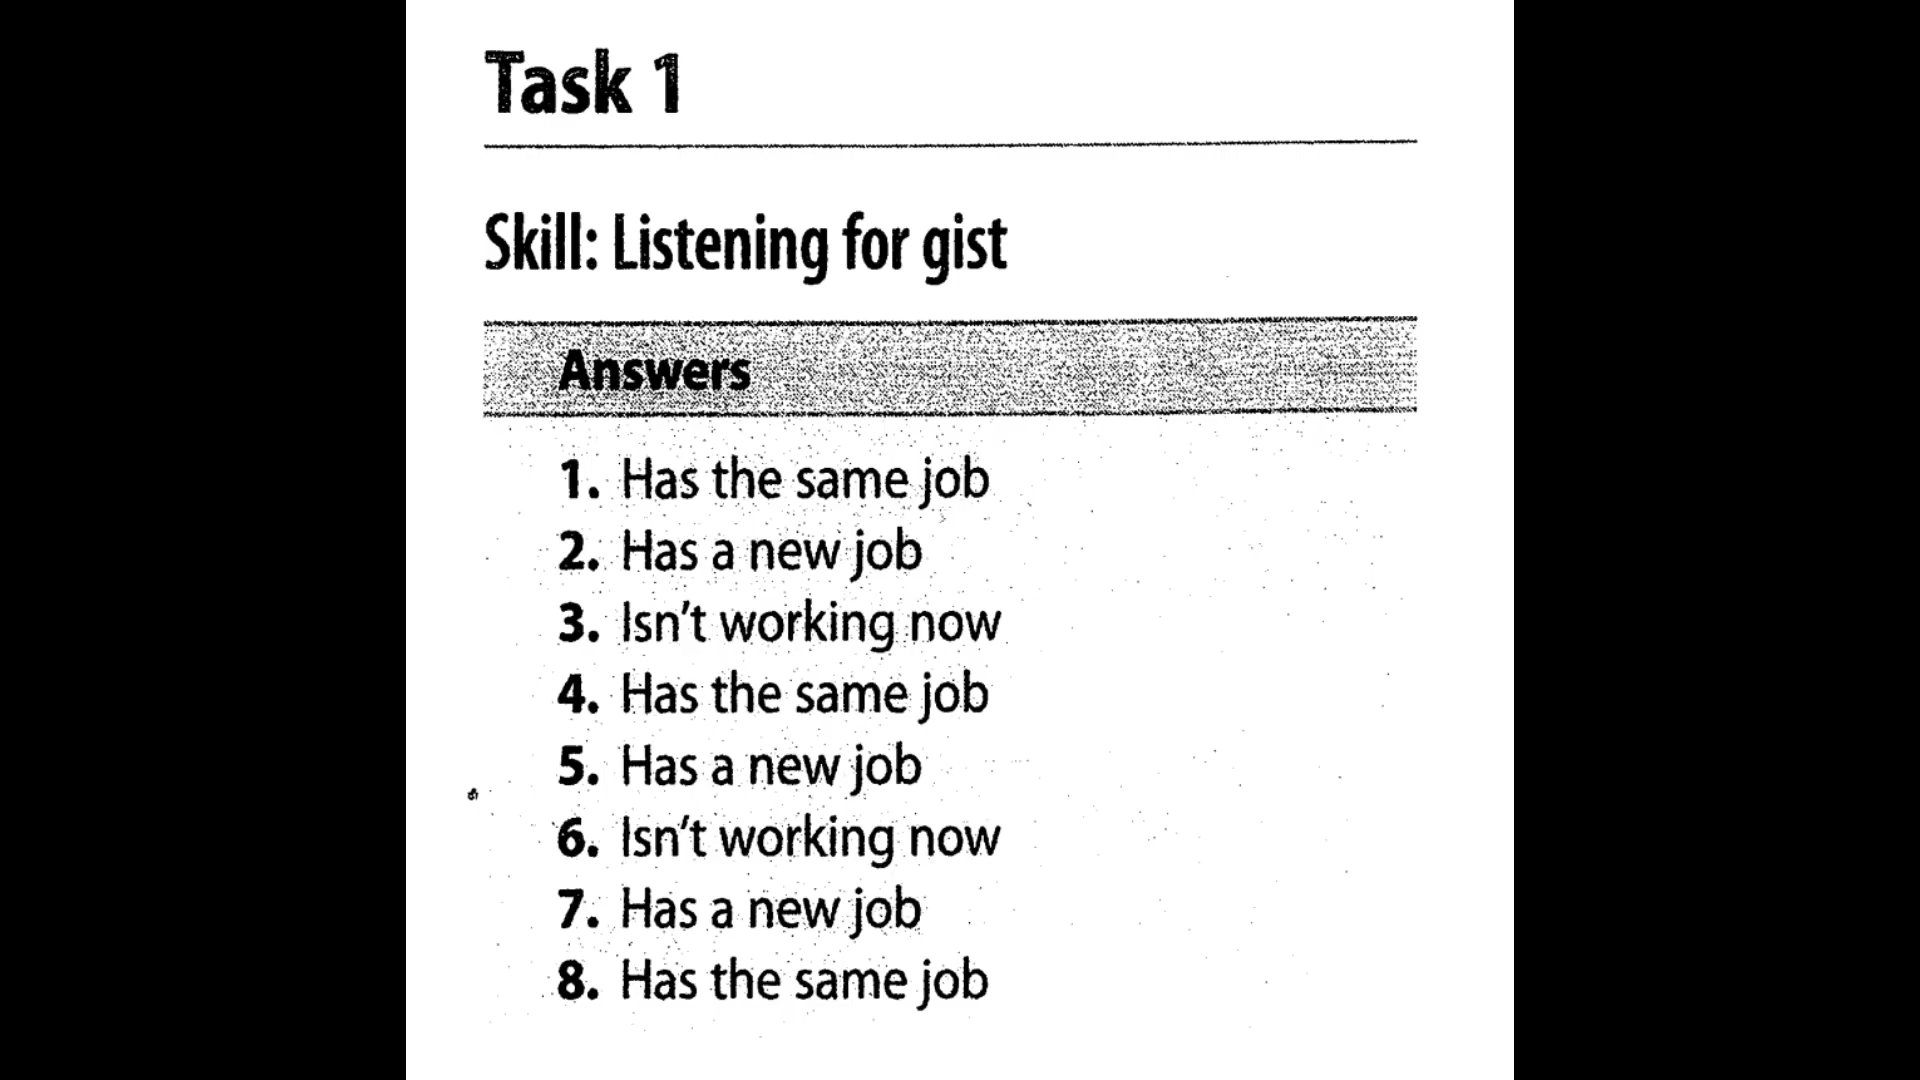 Task 1
Skill: Listening for gist
Answers
1. Has the same job
2. Has a new job
3. Isn't working now
4. Has the same job
5. Has a new job
6. Isn't working now
7. Has a new job
8. Has the same job